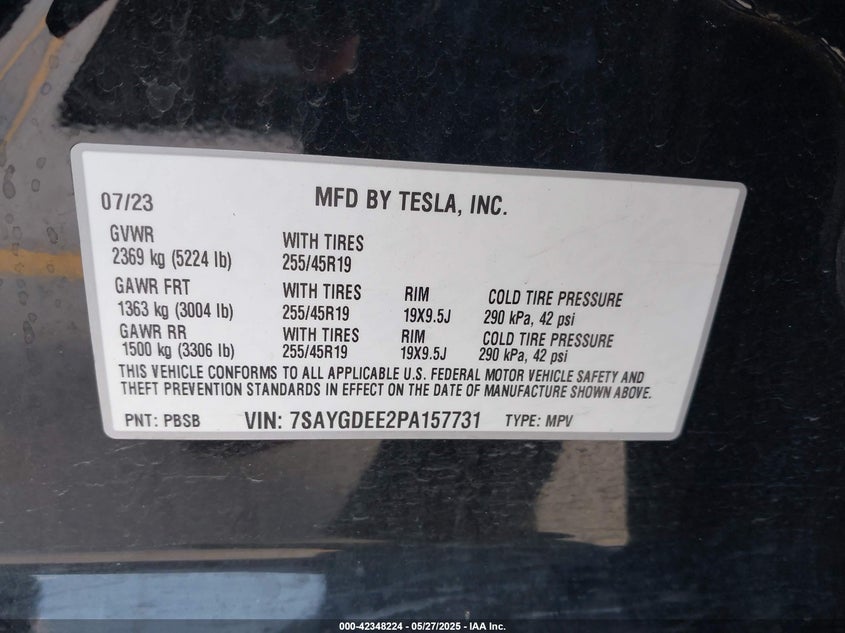 07/23 MFD BY TESLA, INC.
GVWR WITH TIRES
2369 kg (5224 lb) 255/45R19
GAWR FRT WITH TIRES RIM COLD TIRE PRESSURE
1363 kg (3004 lb) 255/45R19 19X9.5J 290 kPa, 42 psi
GAWR RR WITH TIRES RIM COLD TIRE PRESSURE
1500 kg (3306 lb) 255/45R19 19X9.5J 290 kPa, 42 psi
THIS VEHICLE CONFORMS TO ALL APPLICABLE U.S. FEDERAL MOTOR VEHICLE SAFETY AND
THEFT PREVENTION STANDARDS IN EFFECT ON THE DATE OF MANUFACTURE SHOWN ABOVE.
PNT: PBSB VIN: 7SAYGDEE2PA157731 TYPE: MPV
000-42348224 - 05/27/2025 - IAA Inc.